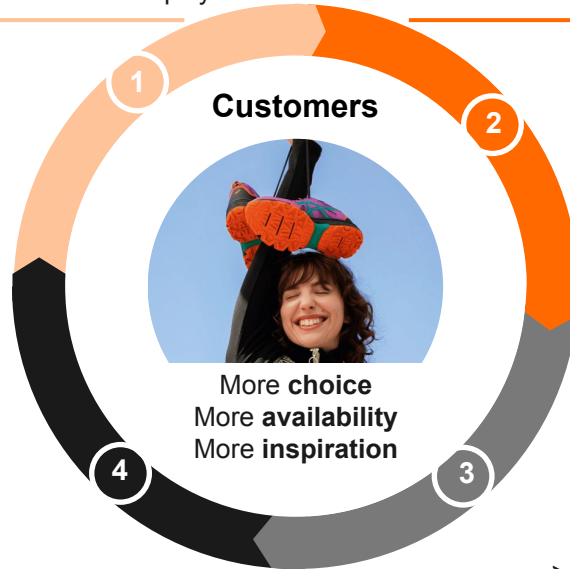 1
Customers
2
More choice
More availability
More inspiration
4
3